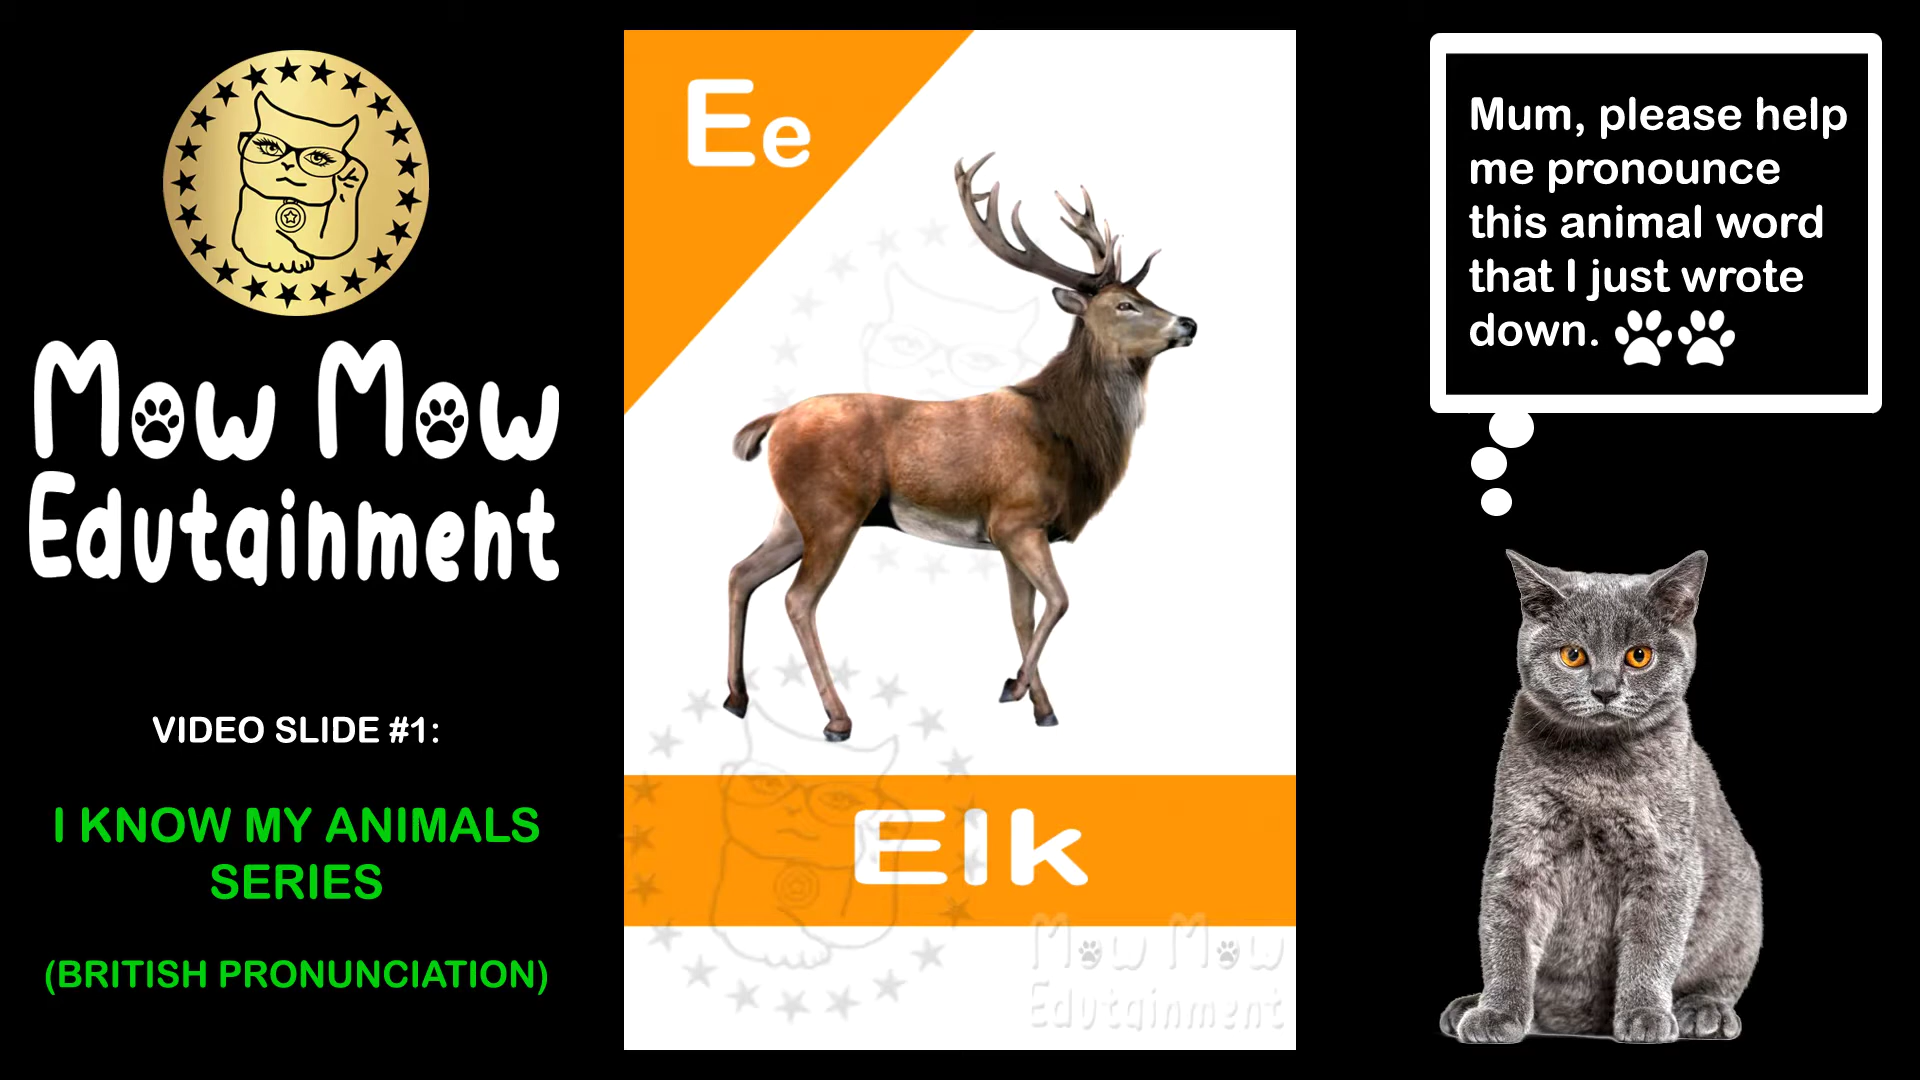 Mow Mow
Edutainment
VIDEO SLIDE #1:
I KNOW MY ANIMALS
SERIES
(BRITISH PRONUNCIATION)
Ee
Elk
Mow Mow
Edutainment
Mum, please help
me pronounce
this animal word
that I just wrote
down.